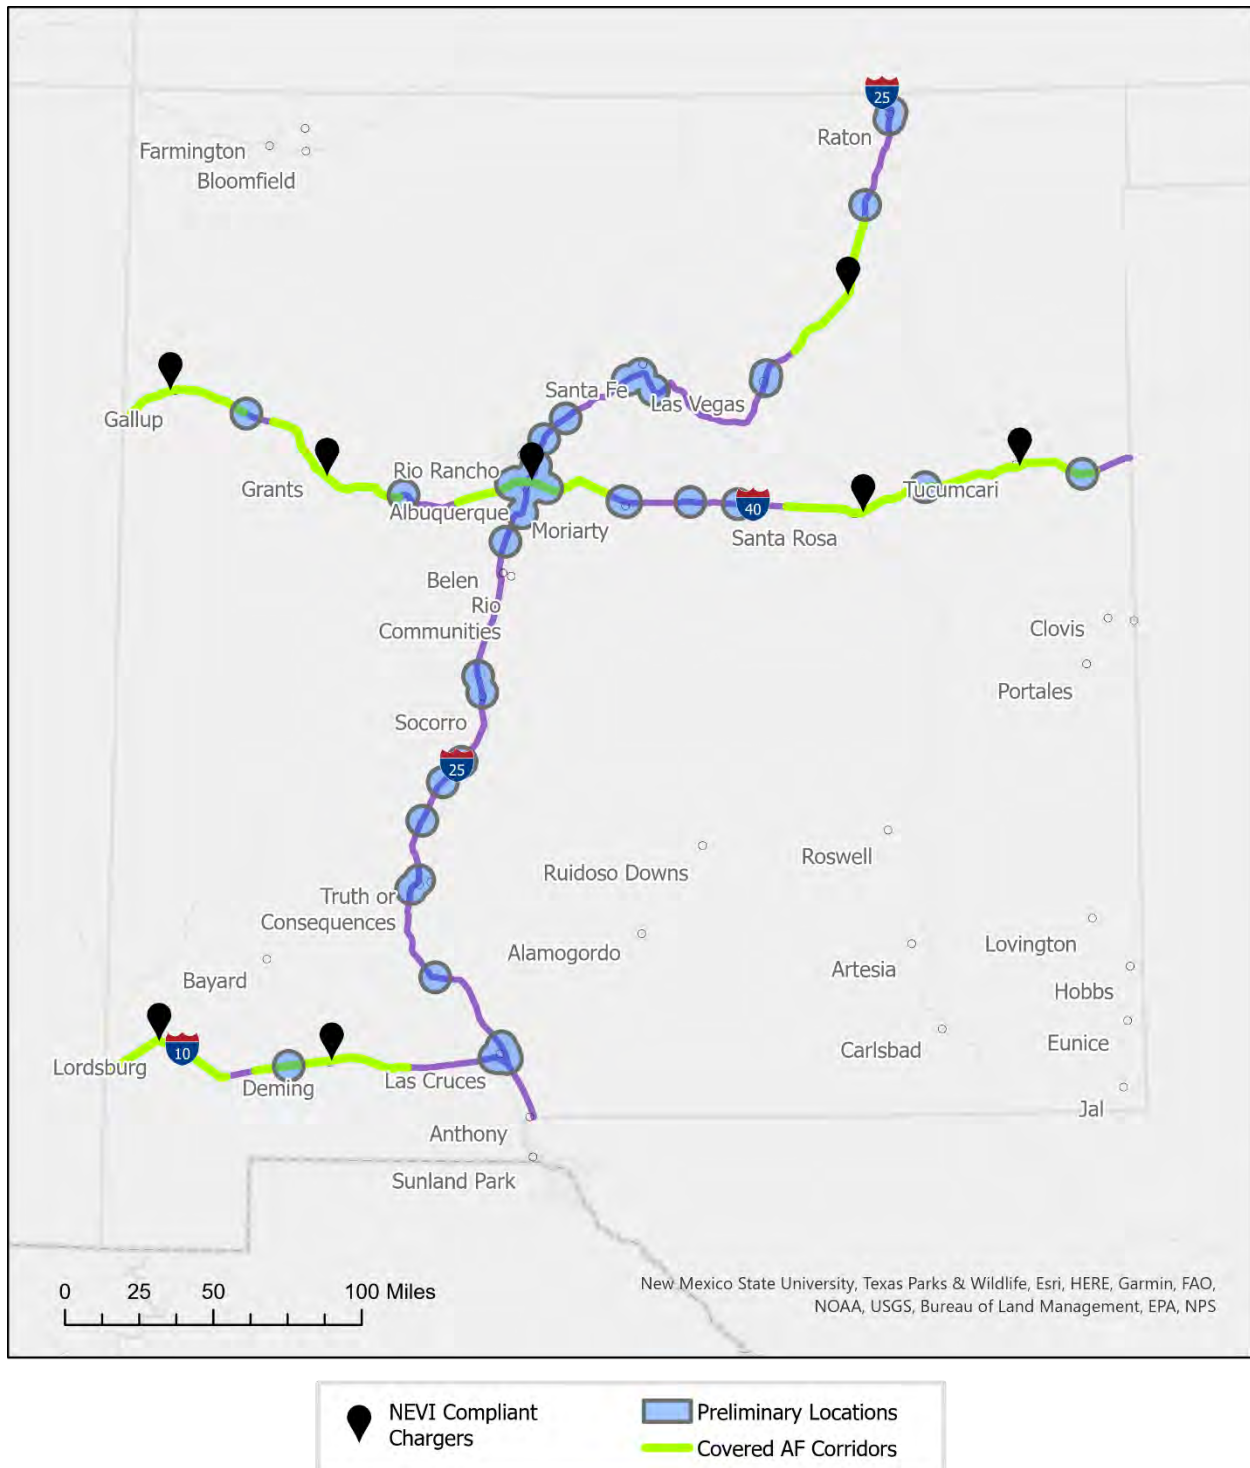 25
Raton
Farmington
Bloomfield
Santa Fe
Las Vegas
Gallup
Rio Rancho
Grants
Tucumcari
Albuquerque
40
Moriarty
Santa Rosa
Belen
Rio
Communities
Clovis
Portales
Socorro
25
Roswell
Ruidoso Downs
Truth or
Consequences
Lovington
Alamogordo
Artesia
Bayard
Hobbs
10
Carlsbad
Eunice
Lordsburg
Deming
Las Cruces
Jal
Anthony
Sunland Park
0 25 50 100 Miles
New Mexico State University, Texas Parks & Wildlife, Esri, HERE, Garmin, FAO,
NOAA, USGS, Bureau of Land Management, EPA, NPS
NEVI Compliant
Chargers
Preliminary Locations
Covered AF Corridors